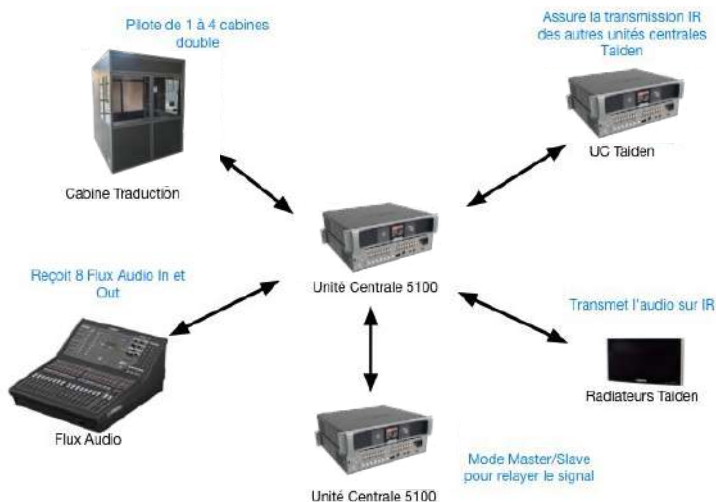 Pilote de 1 à 4 cabines
double
Assure la transmission IR
des autres unités centrales
Taiden
Cabine Traduction
UC Taiden
Reçoit 8 Flux Audio In et
Out
Unité Centrale 5100
Transmet l'audio sur IR
Radiateurs Taiden
Flux Audio
Mode Master/Slave
pour relayer le signal
Unité Centrale 5100